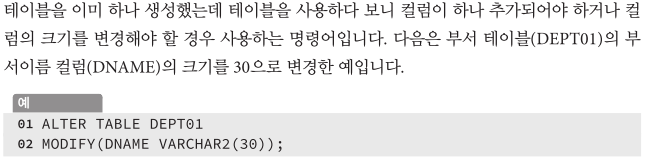 테이블을 이미 하나 생성했는데 테이블을 사용하다 보니 컬럼이 하나 추가되어야 하거나 컬
럼의 크기를 변경해야 할 경우 사용하는 명령어입니다. 다음은 부서 테이블(DEPT01)의 부
서이름 컬럼(DNAME)의 크기를 30으로 변경한 예입니다.
예
01 ALTER TABLE DEPT01
02 MODIFY(DNAME VARCHAR2(30));